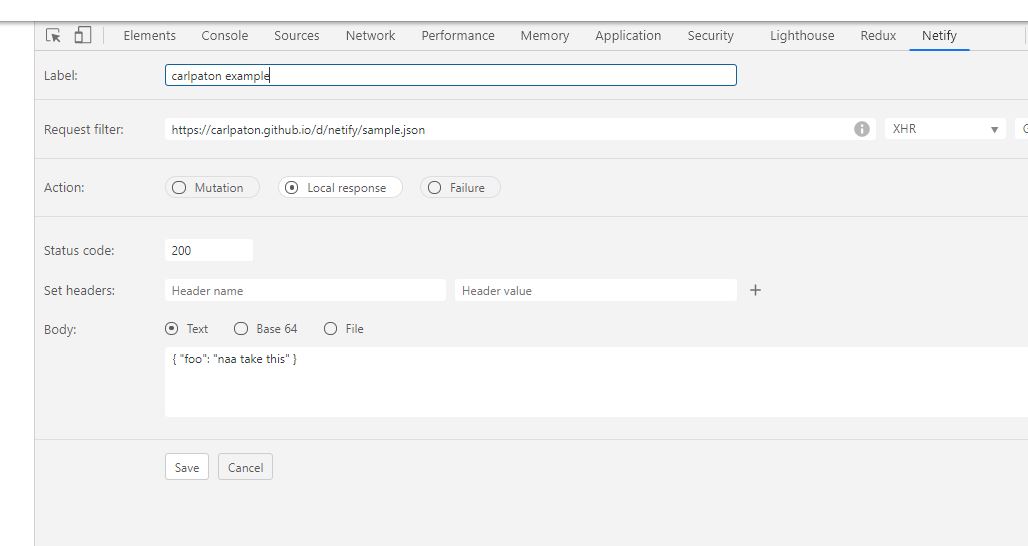 Elements Console Sources Network Performance Memory Application Security Lighthouse Redux Netify
Label: carlpaton example
Request filter: https://carlpaton.github.io/d/netify/sample.json XHR
Action: Mutation Local response Failure
Status code: 200
Set headers: Header name Header value +
Body: Text Base 64 File
{ "foo": "naa take this" }
Save Cancel